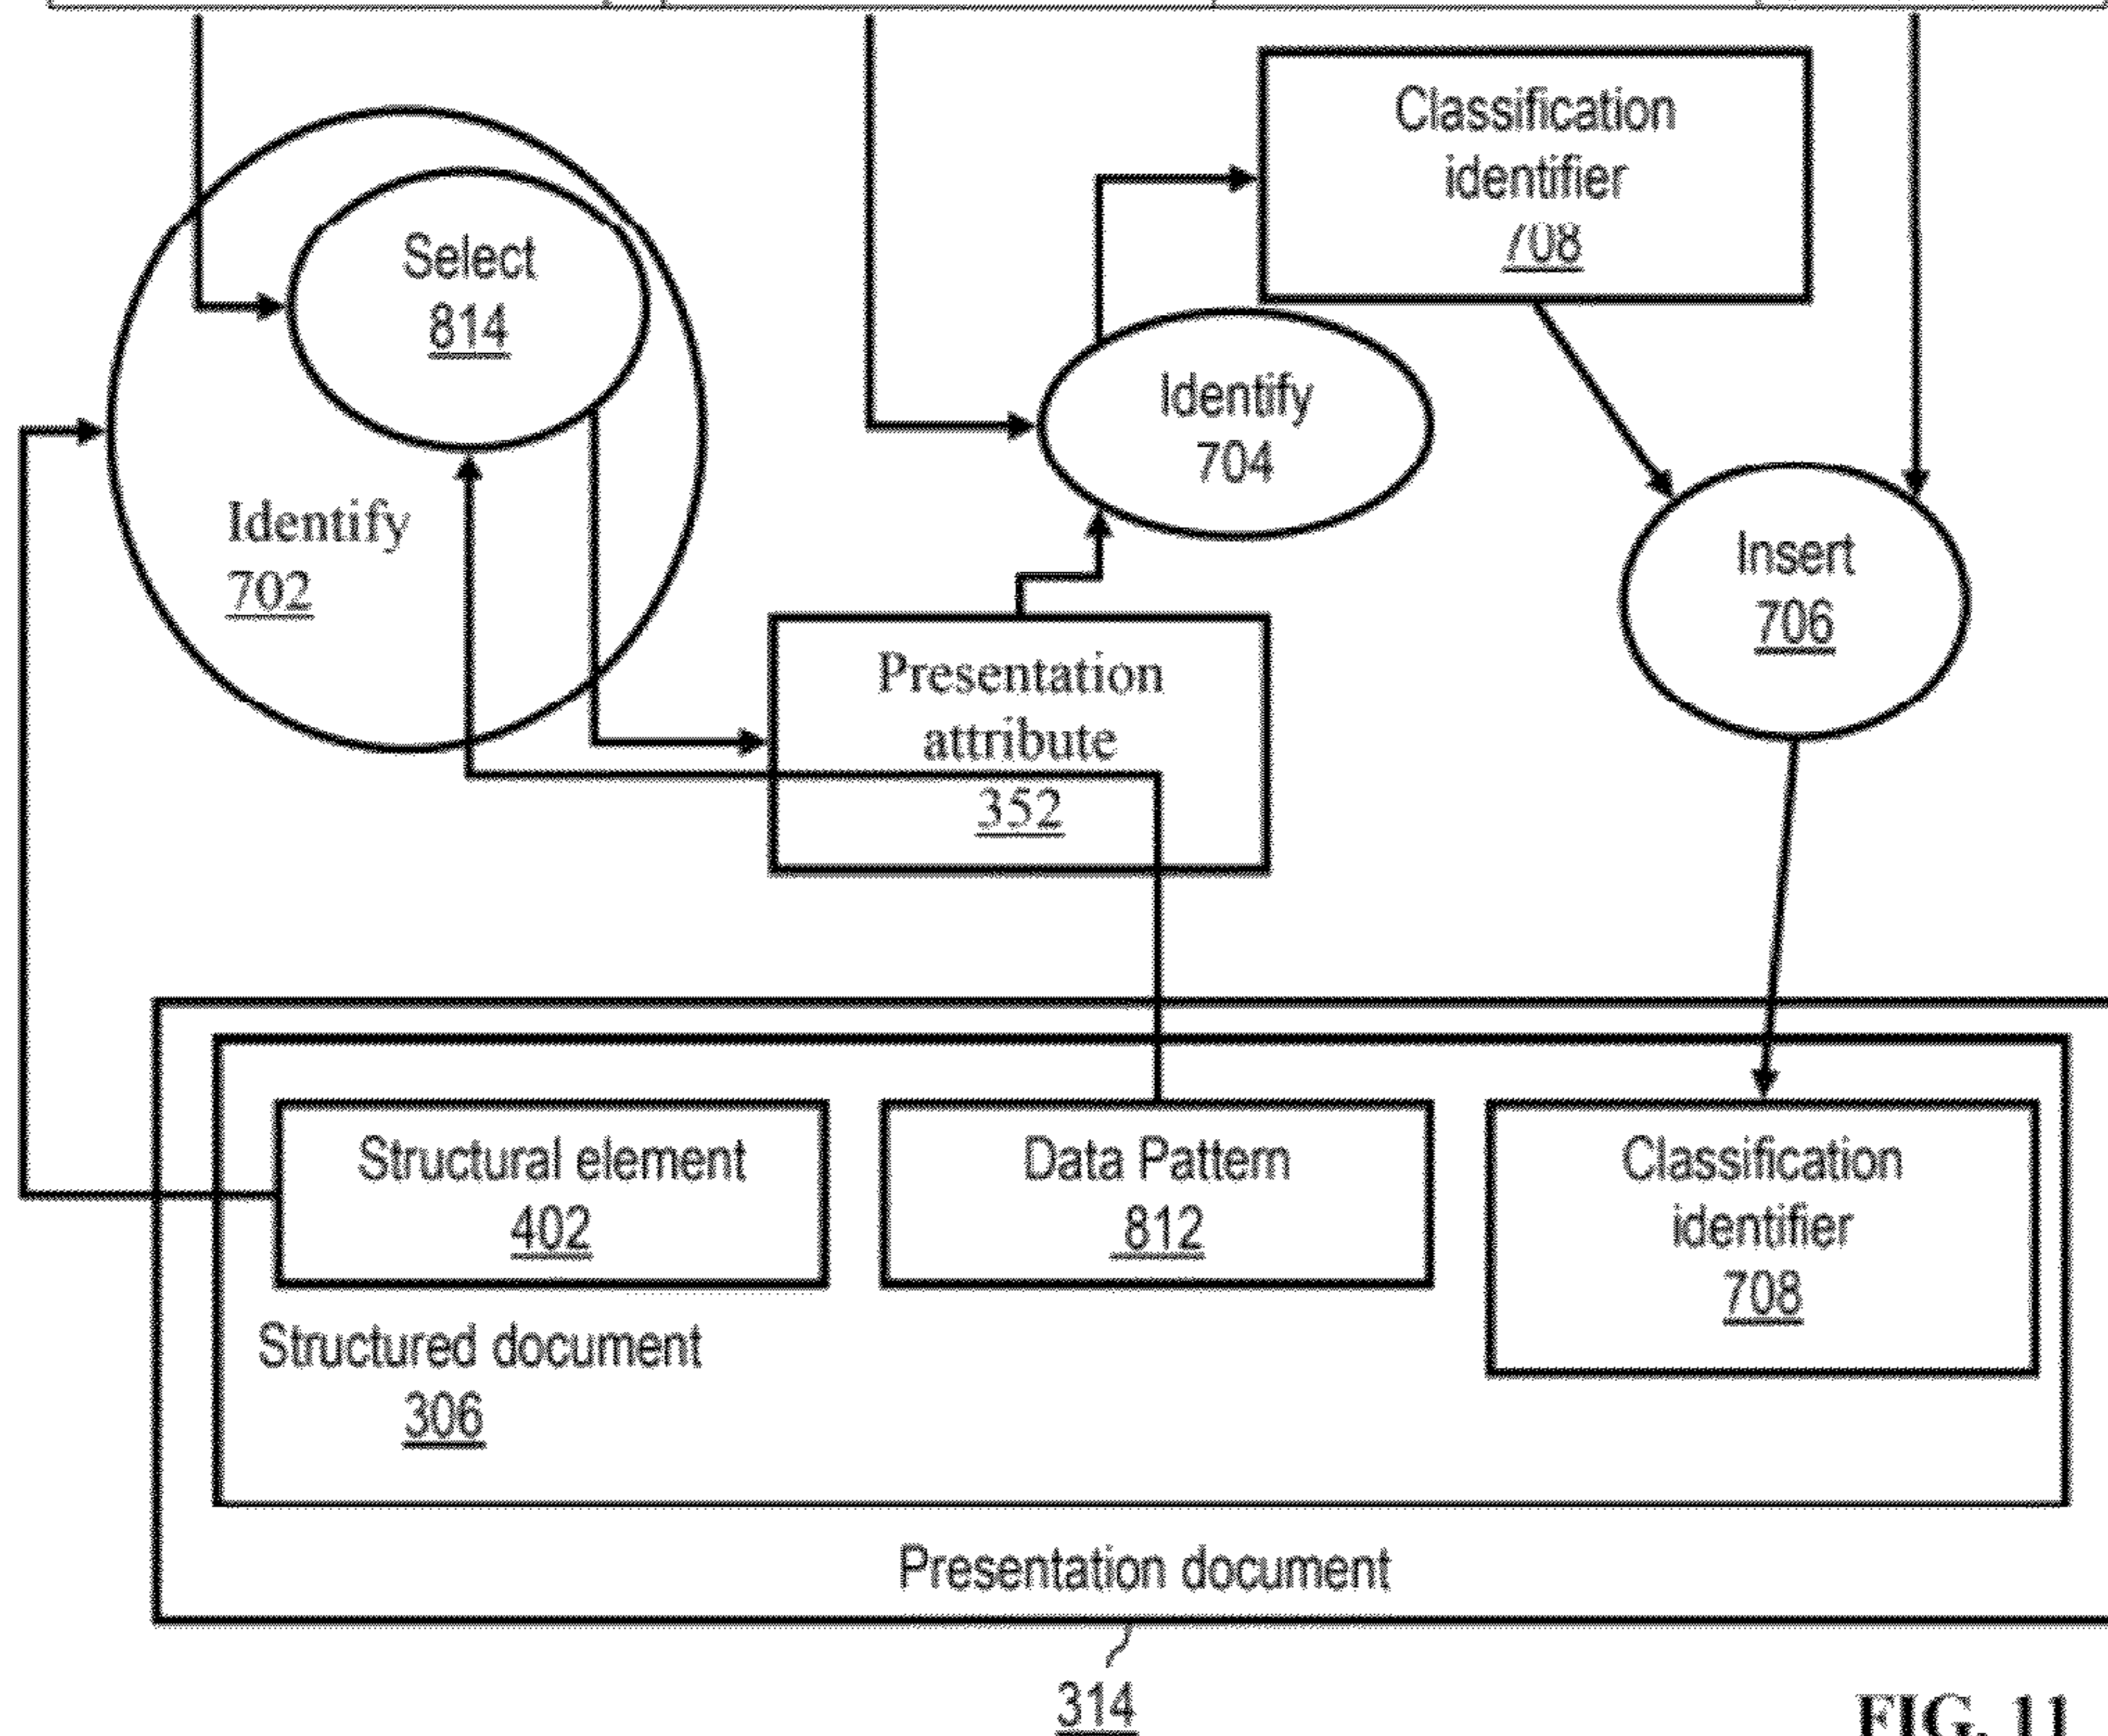 Classification
identifier
708
Select
814
Identify
704
Identify
702
Insert
706
Presentation
attribute
352
Structural element
402
Data Pattern
812
Classification
identifier
708
Structured document
306
Presentation document
314
FIG. 11